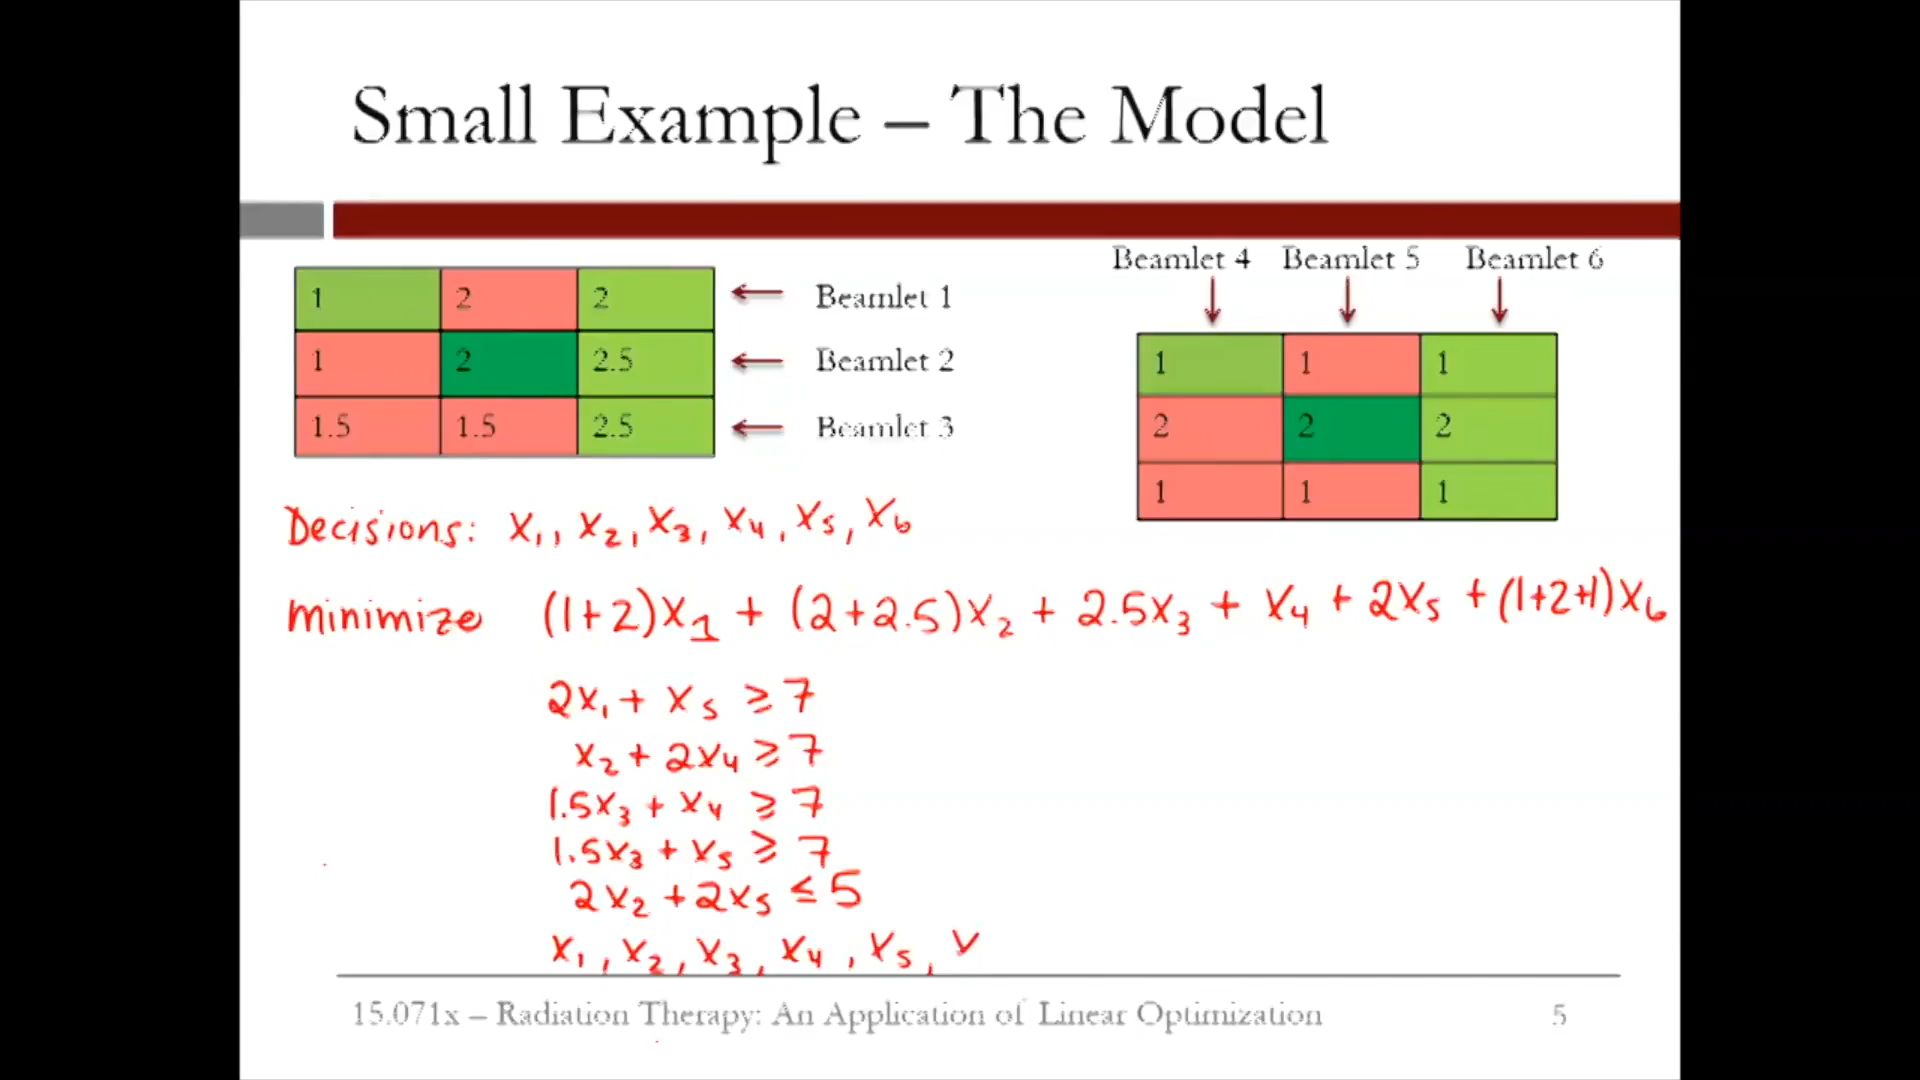 Small Example – The Model
Beamlet 4 Beamlet 5 Beamlet 6
1 2 2 ← Beamlet 1
1 2 2.5 ← Beamlet 2
1.5 1.5 2.5 ← Beamlet 3
1 1 1
2 2 2
1 1 1
Decisions: x₁, x₂, x₃, x₄, x₅, x₆
Minimize (1+2)x₁ + (2+2.5)x₂ + 2.5x₃ + x₄ + 2x₅ + (1+2+1)x₆
2x₁ + x₅ ≥ 7
x₂ + 2x₄ ≥ 7
1.5x₃ + x₄ ≥ 7
1.5x₃ + x₅ ≥ 7
2x₂ + 2x₅ ≤ 5
x₁, x₂, x₃, x₄, x₅, x
15.071x – Radiation Therapy: An Application of Linear Optimization 5